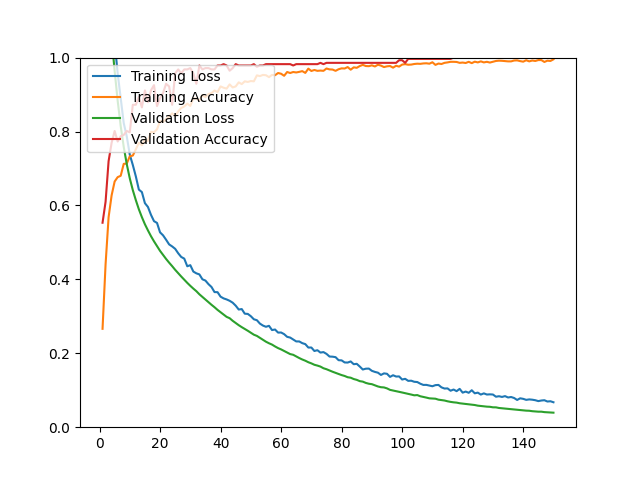 1.0
0.8
0.6
0.4
0.2
0.0
Training Loss
Training Accuracy
Validation Loss
Validation Accuracy
0 20 40 60 80 100 120 140